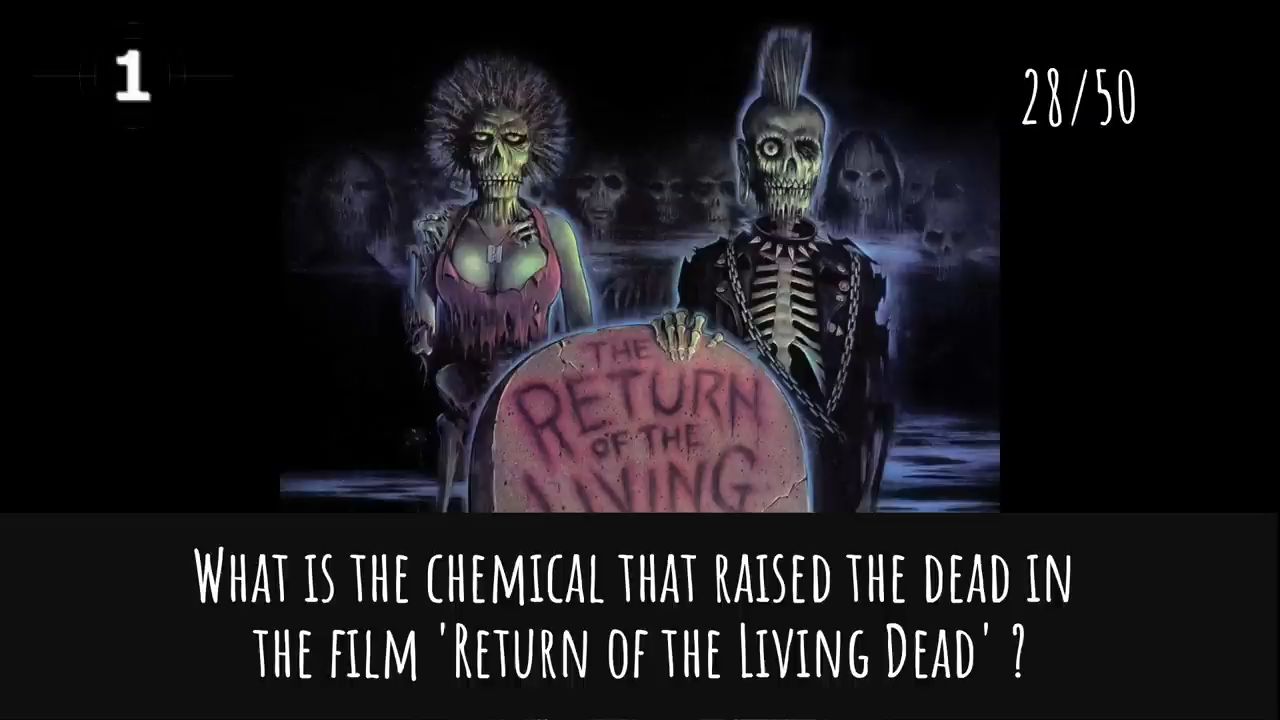 1
28/50
THE
RETURN
OF THE
LIVING
WHAT IS THE CHEMICAL THAT RAISED THE DEAD IN
THE FILM 'RETURN OF THE LIVING DEAD' ?